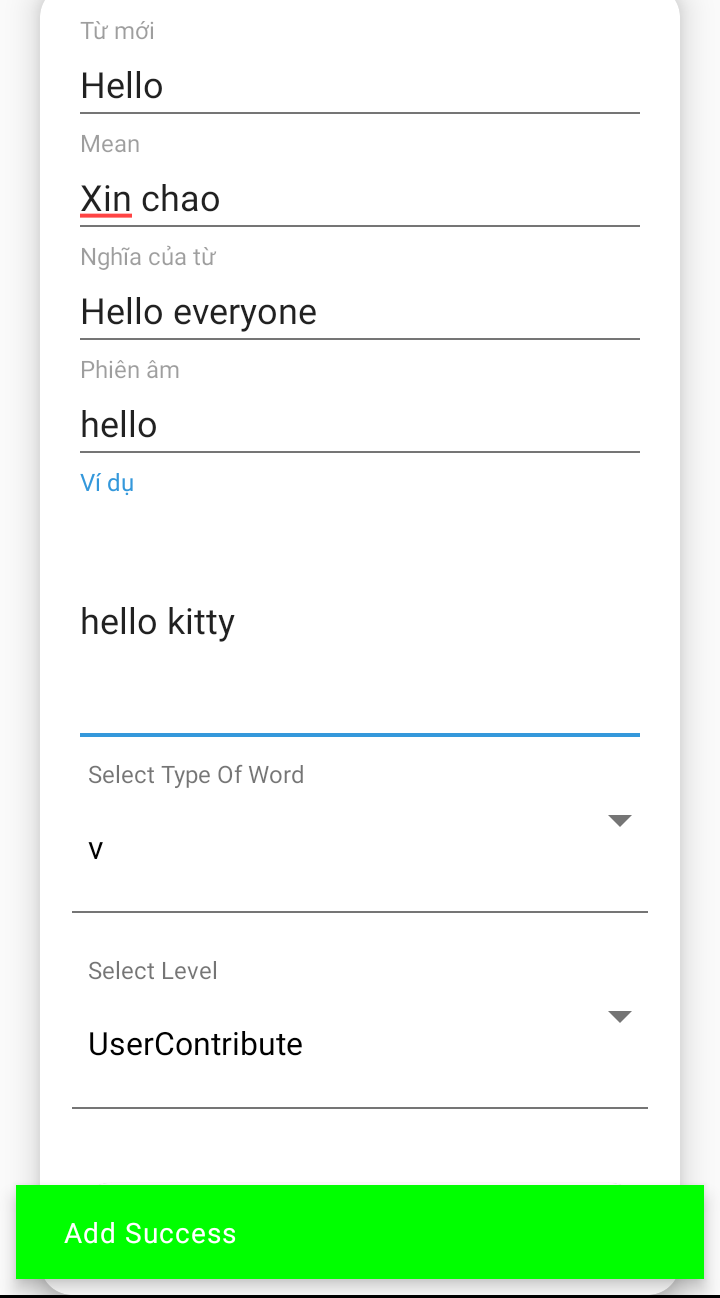 Từ mới
Hello
Mean
Xin chao
Nghĩa của từ
Hello everyone
Phiên âm
hello
Ví dụ
hello kitty
Select Type Of Word
v
Select Level
UserContribute
Add Success